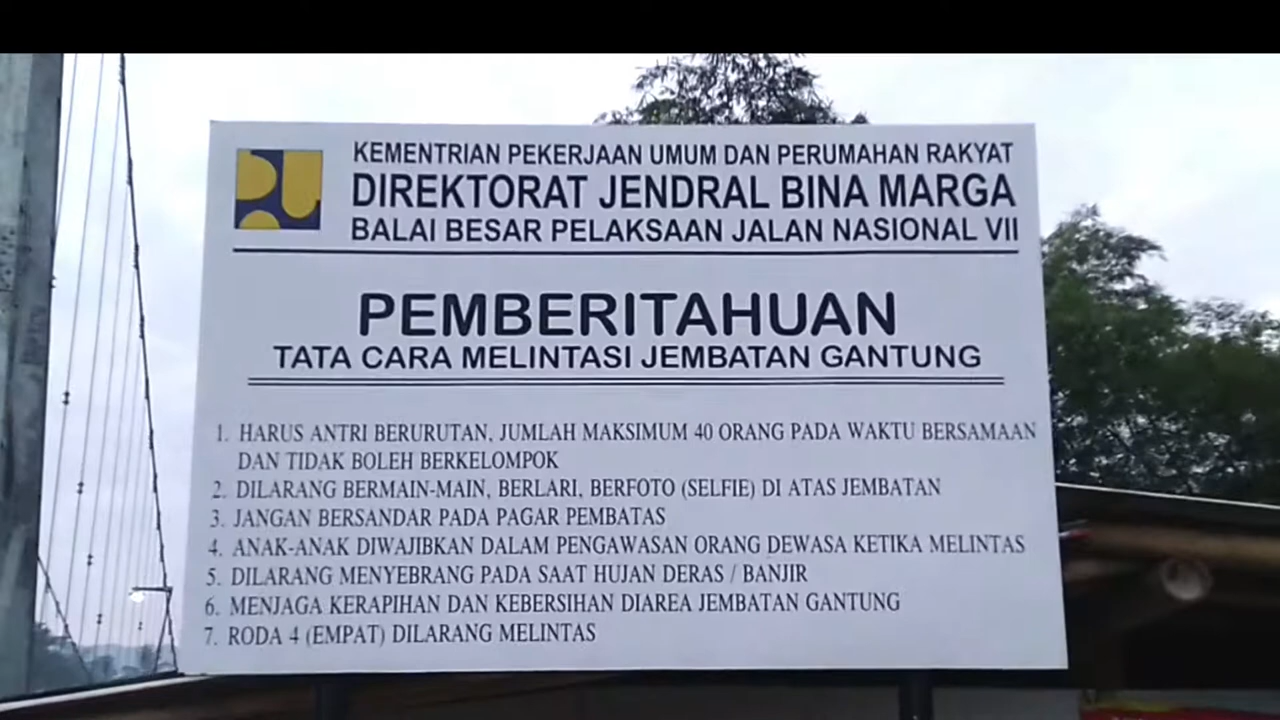 KEMENTRIAN PEKERJAAN UMUM DAN PERUMAHAN RAKYAT
DIREKTORAT JENDRAL BINA MARGA
BALAI BESAR PELAKSAAN JALAN NASIONAL VII
PEMBERITAHUAN
TATA CARA MELINTASI JEMBATAN GANTUNG
1. HARUS ANTRI BERURUTAN, JUMLAH MAKSIMUM 40 ORANG PADA WAKTU BERSAMAAN
DAN TIDAK BOLEH BERKELOMPOK
2. DILARANG BERMAIN-MAIN, BERLARI, BERFOTO (SELFIE) DI ATAS JEMBATAN
3. JANGAN BERSANDAR PADA PAGAR PEMBATAS
4. ANAK-ANAK DIWAJIBKAN DALAM PENGAWASAN ORANG DEWASA KETIKA MELINTAS
5. DILARANG MENYEBRANG PADA SAAT HUJAN DERAS / BANJIR
6. MENJAGA KERAPIHAN DAN KEBERSIHAN DIAREA JEMBATAN GANTUNG
7. RODA 4 (EMPAT) DILARANG MELINTAS